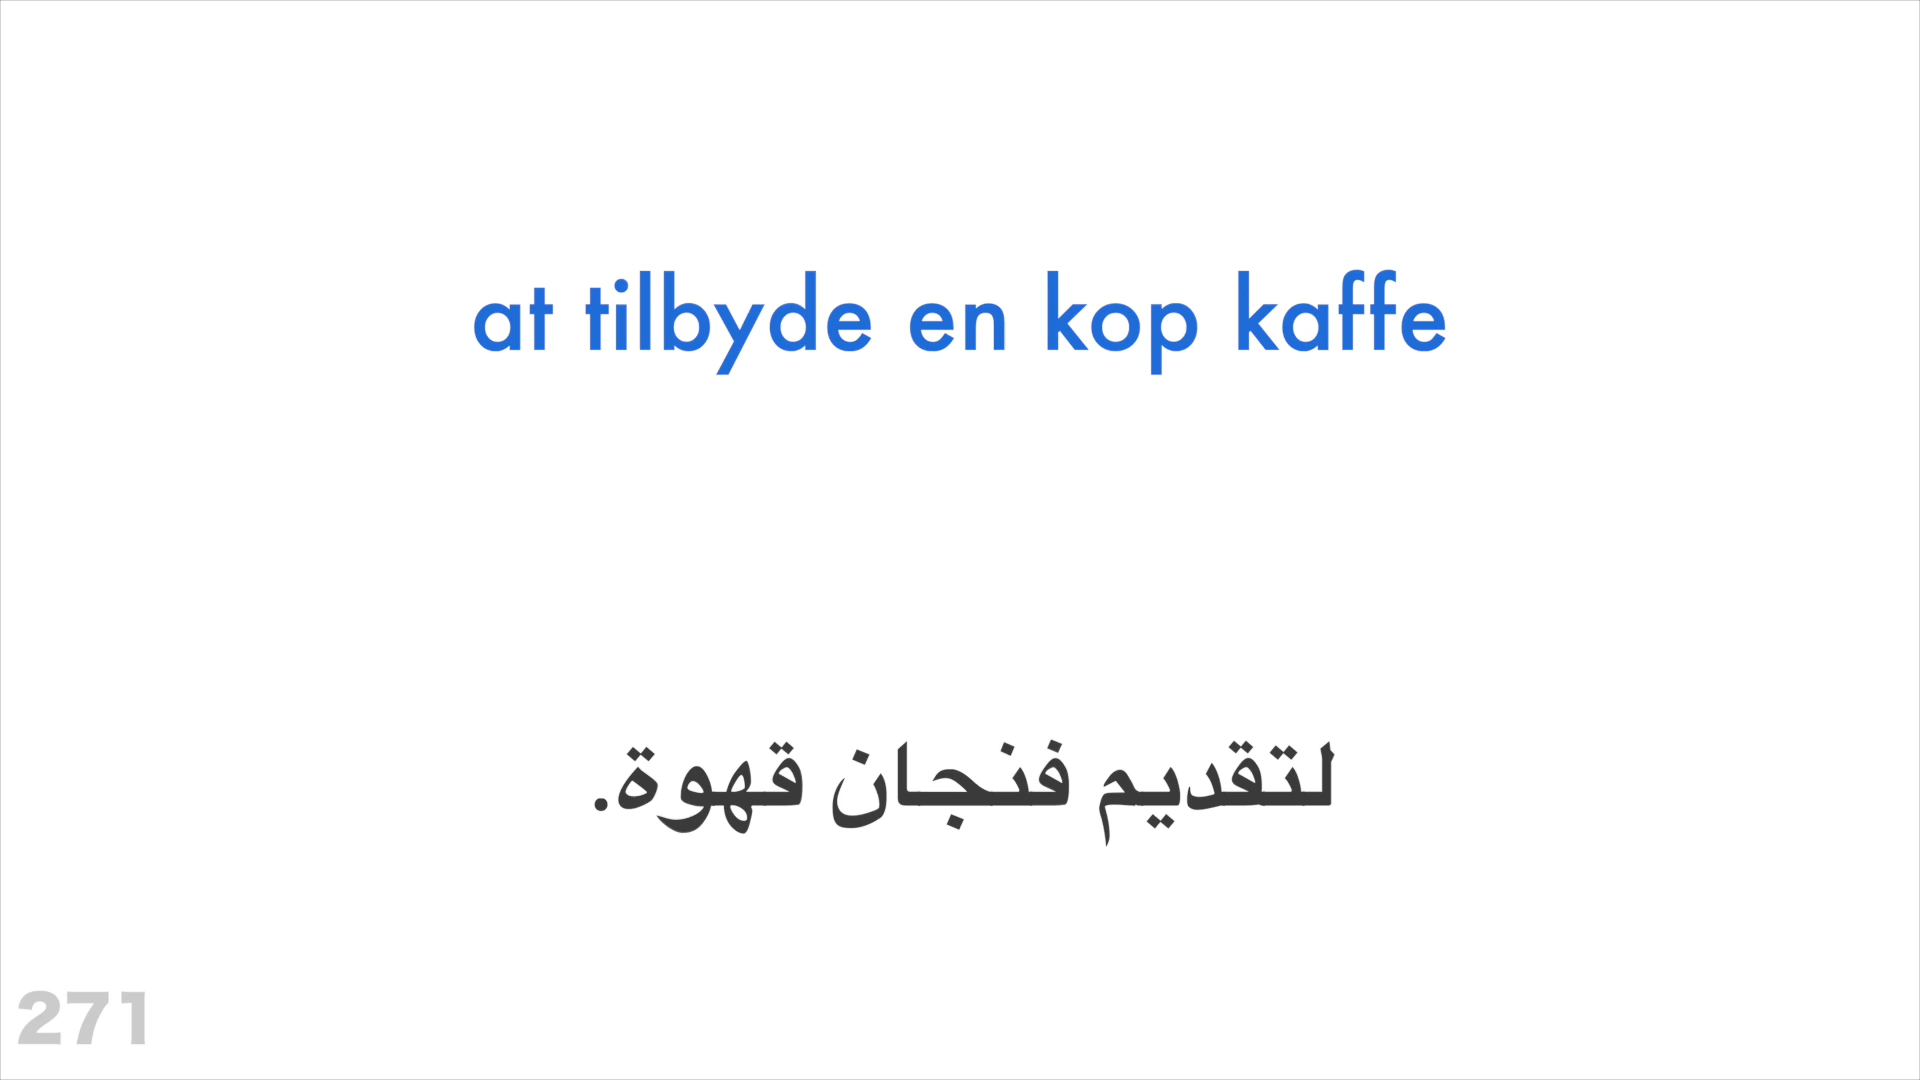 at tilbyde en kop kaffe
لتقديم فنجان قهوة.
271